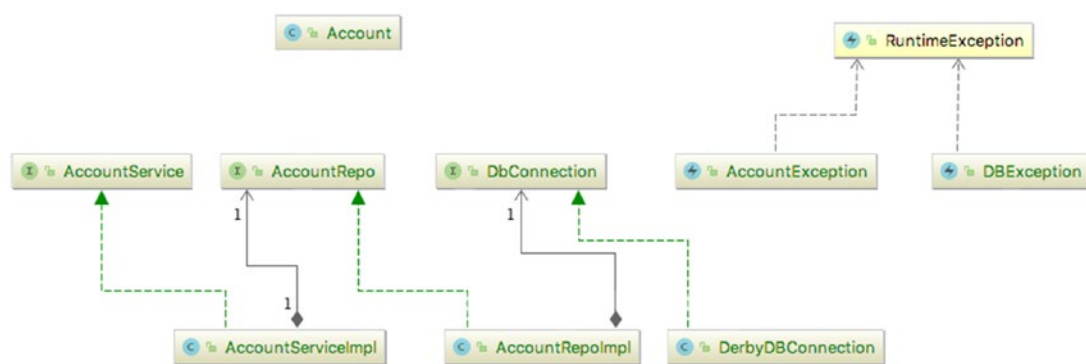 C Account
RuntimeException
I AccountService
I AccountRepo
I DbConnection
AccountException
DBException
1
1
1
C AccountServiceImpl
C AccountRepoImpl
C DerbyDBConnection